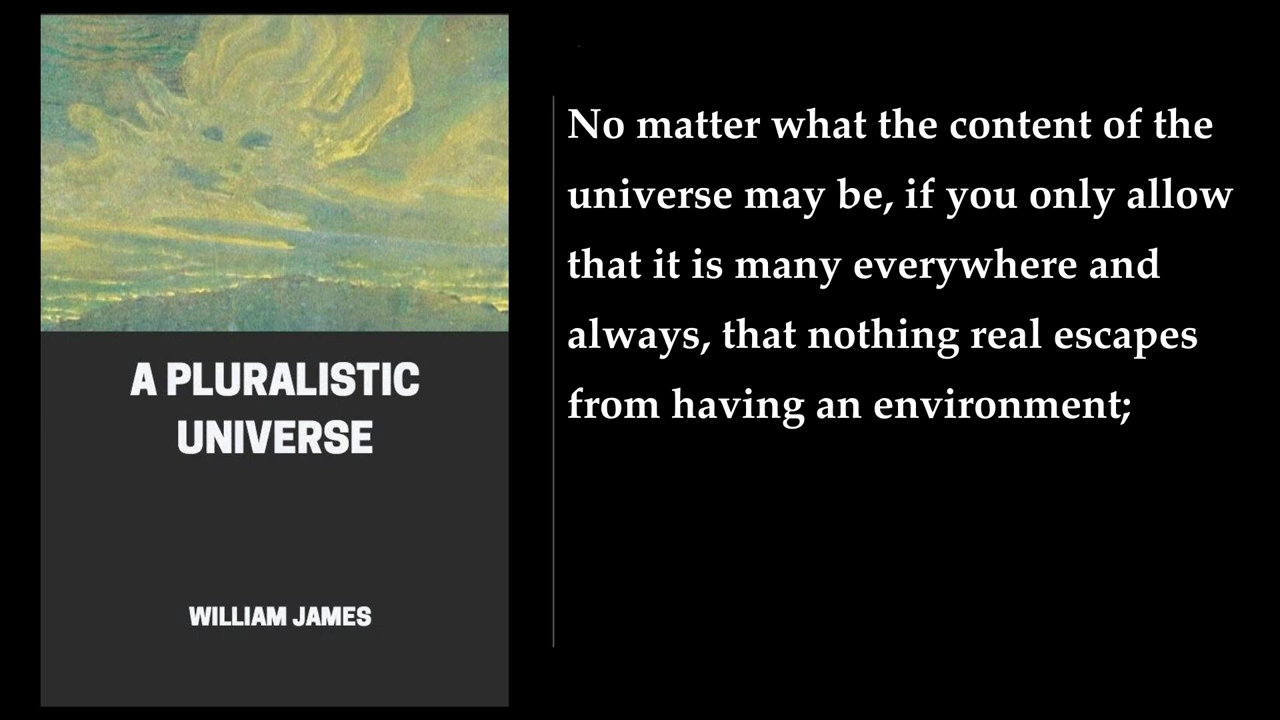 A PLURALISTIC
UNIVERSE
WILLIAM JAMES
No matter what the content of the
universe may be, if you only allow
that it is many everywhere and
always, that nothing real escapes
from having an environment;